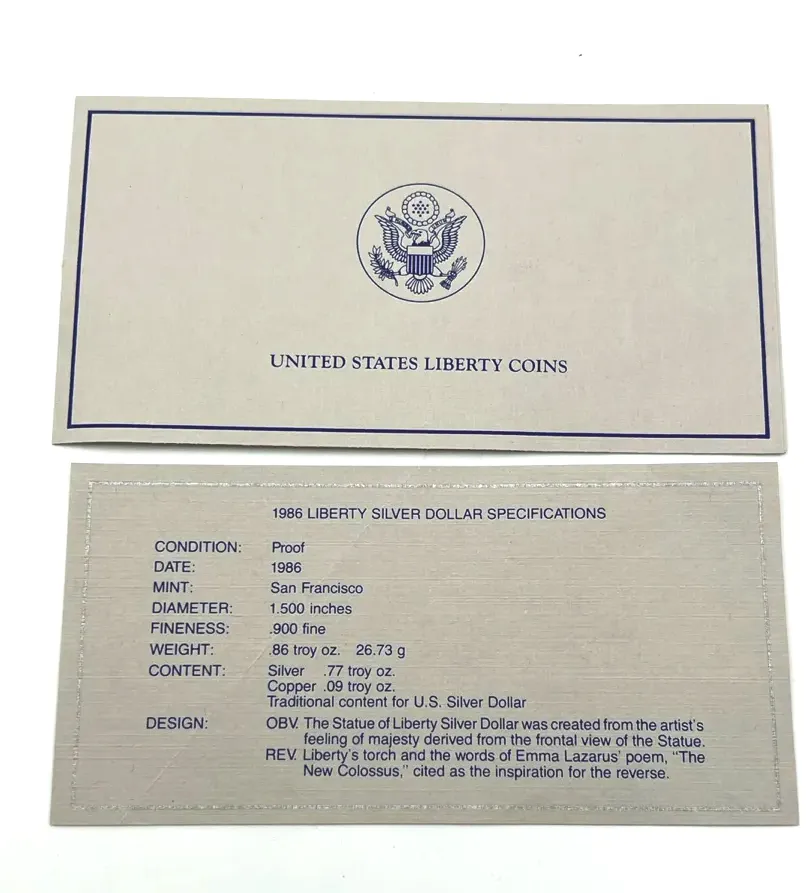 UNITED STATES LIBERTY COINS
1986 LIBERTY SILVER DOLLAR SPECIFICATIONS
CONDITION: Proof
DATE: 1986
MINT: San Francisco
DIAMETER: 1.500 inches
FINENESS: .900 fine
WEIGHT: .86 troy oz. 26.73 g
CONTENT: Silver .77 troy oz.
Copper .09 troy oz.
Traditional content for U.S. Silver Dollar
DESIGN: OBV. The Statue of Liberty Silver Dollar was created from the artist's
feeling of majesty derived from the frontal view of the Statue.
REV. Liberty's torch and the words of Emma Lazarus' poem, "The
New Colossus," cited as the inspiration for the reverse.